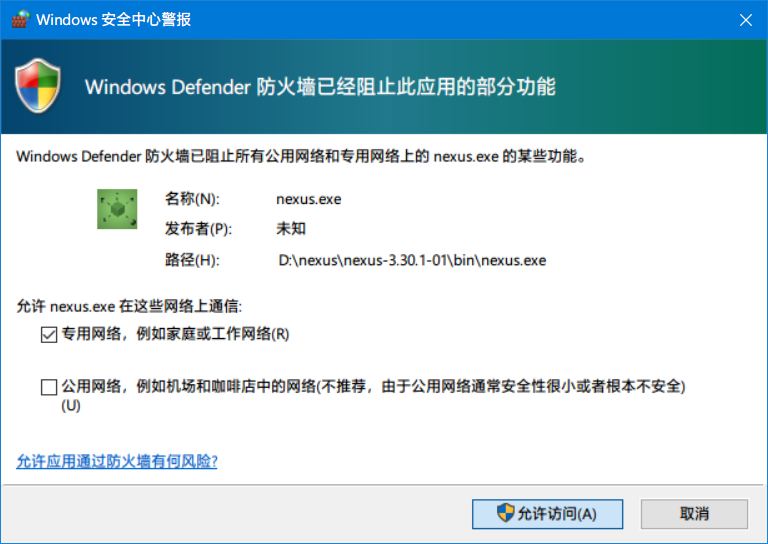 Windows 安全中心警报
Windows Defender 防火墙已经阻止此应用的部分功能
Windows Defender 防火墙已阻止所有公用网络和专用网络上的 nexus.exe 的某些功能。
名称(N): nexus.exe
发布者(P): 未知
路径(H): D:\nexus\nexus-3.30.1-01\bin\nexus.exe
允许 nexus.exe 在这些网络上通信:
专用网络，例如家庭或工作网络(R)
公用网络，例如机场和咖啡店中的网络(不推荐，由于公用网络通常安全性很小或者根本不安全)
(U)
允许应用通过防火墙有何风险?
允许访问(A) 取消